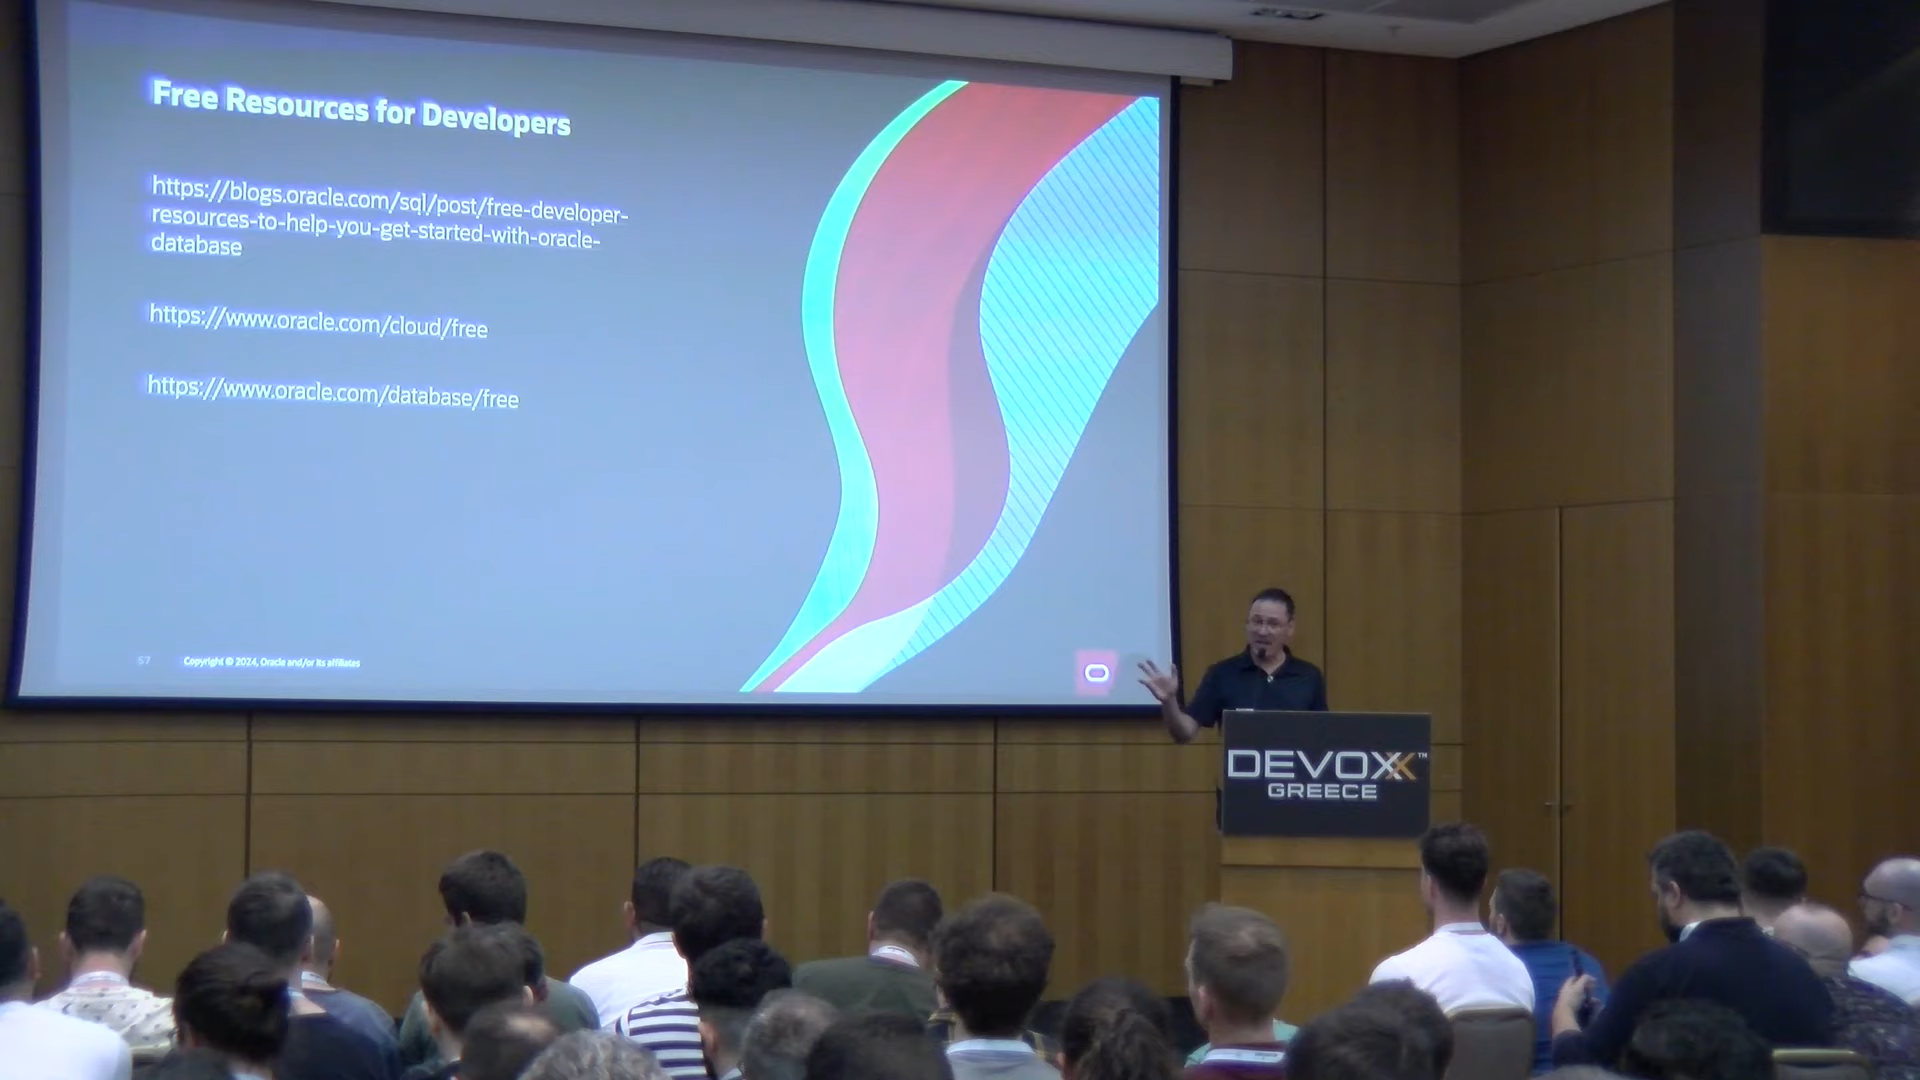 Free Resources for Developers
https://blogs.oracle.com/sql/post/free-developer-
resources-to-help-you-get-started-with-oracle-
database
https://www.oracle.com/cloud/free
https://www.oracle.com/database/free
57 Copyright © 2024, Oracle and/or its affiliates
DEVOXX™
GREECE